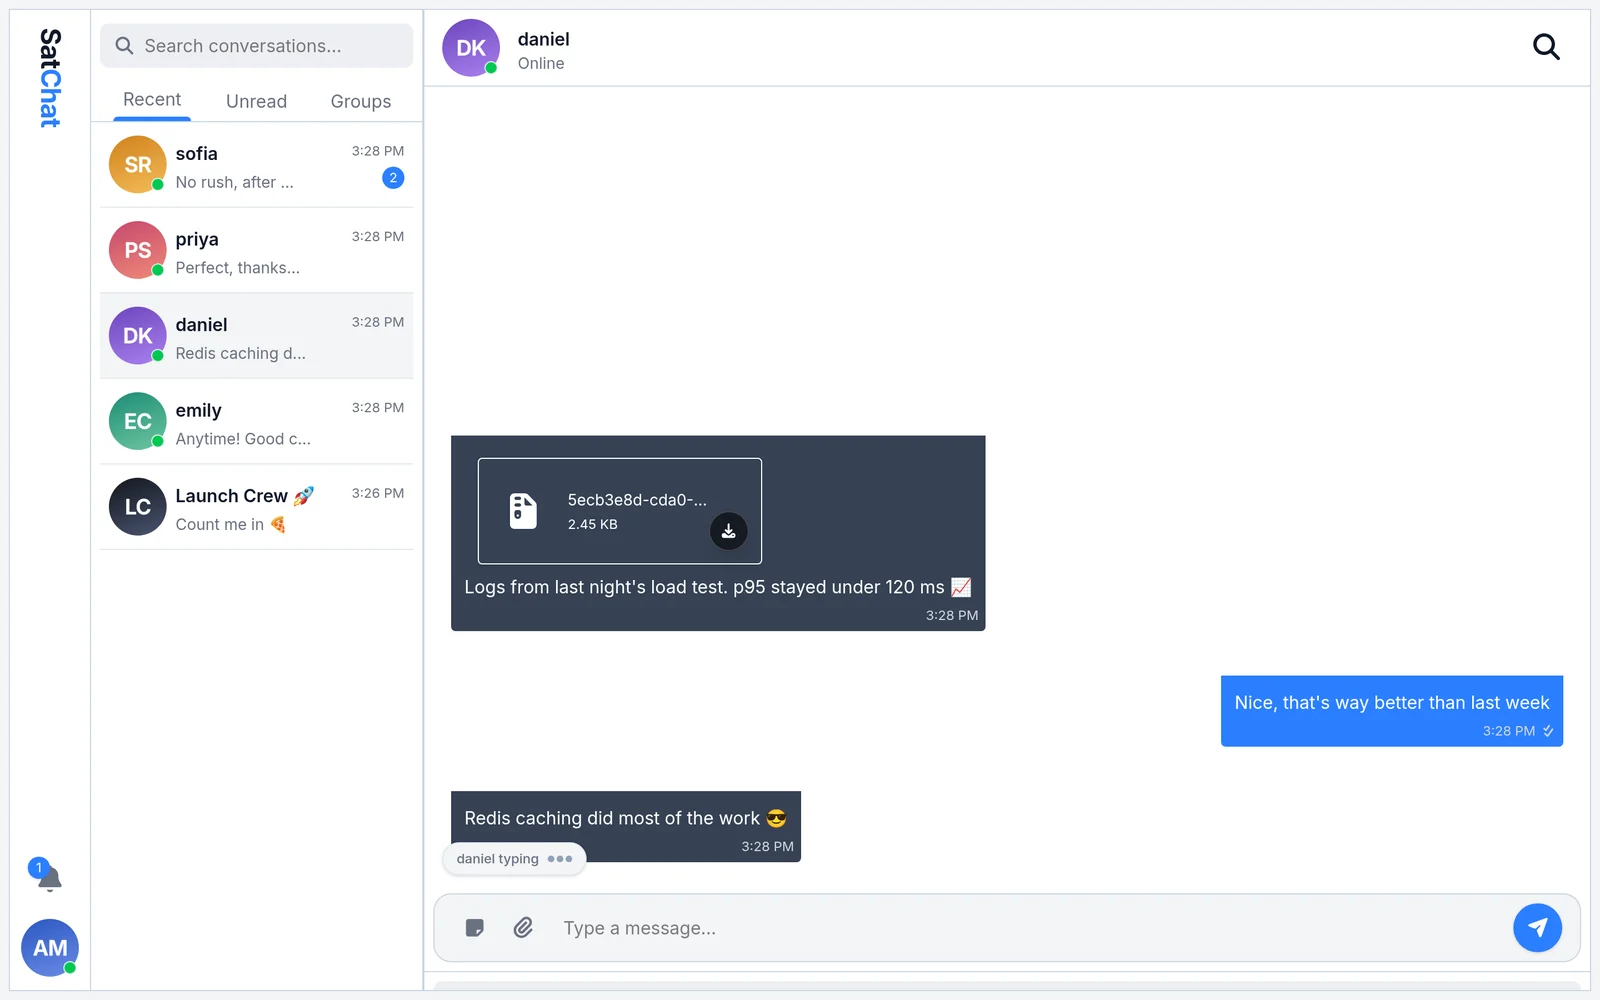 SatChat
Search conversations...
Recent
Unread
Groups
SR
sofia
3:28 PM
No rush, after ...
2
PS
priya
3:28 PM
Perfect, thanks...
DK
daniel
3:28 PM
Redis caching d...
EC
emily
3:28 PM
Anytime! Good c...
LC
Launch Crew 🚀
3:26 PM
Count me in 🍕
1
AM
DK
daniel
Online
5ecb3e8d-cda0-...
2.45 KB
Logs from last night's load test. p95 stayed under 120 ms 📈
3:28 PM
Nice, that's way better than last week
3:28 PM
Redis caching did most of the work 😎
3:28 PM
daniel typing
Type a message...